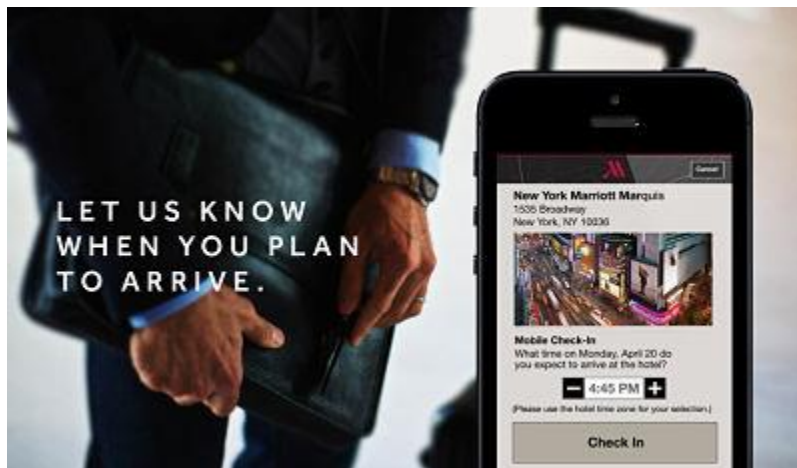 LET US KNOW
WHEN YOU PLAN
TO ARRIVE.
Cancel
New York Marriott Marquis
1535 Broadway
New York, NY 10036
Mobile Check-In
What time on Monday, April 20 do
you expect to arrive at the hotel?
4:45 PM
(Please use the hotel time zone for your selection.)
Check In